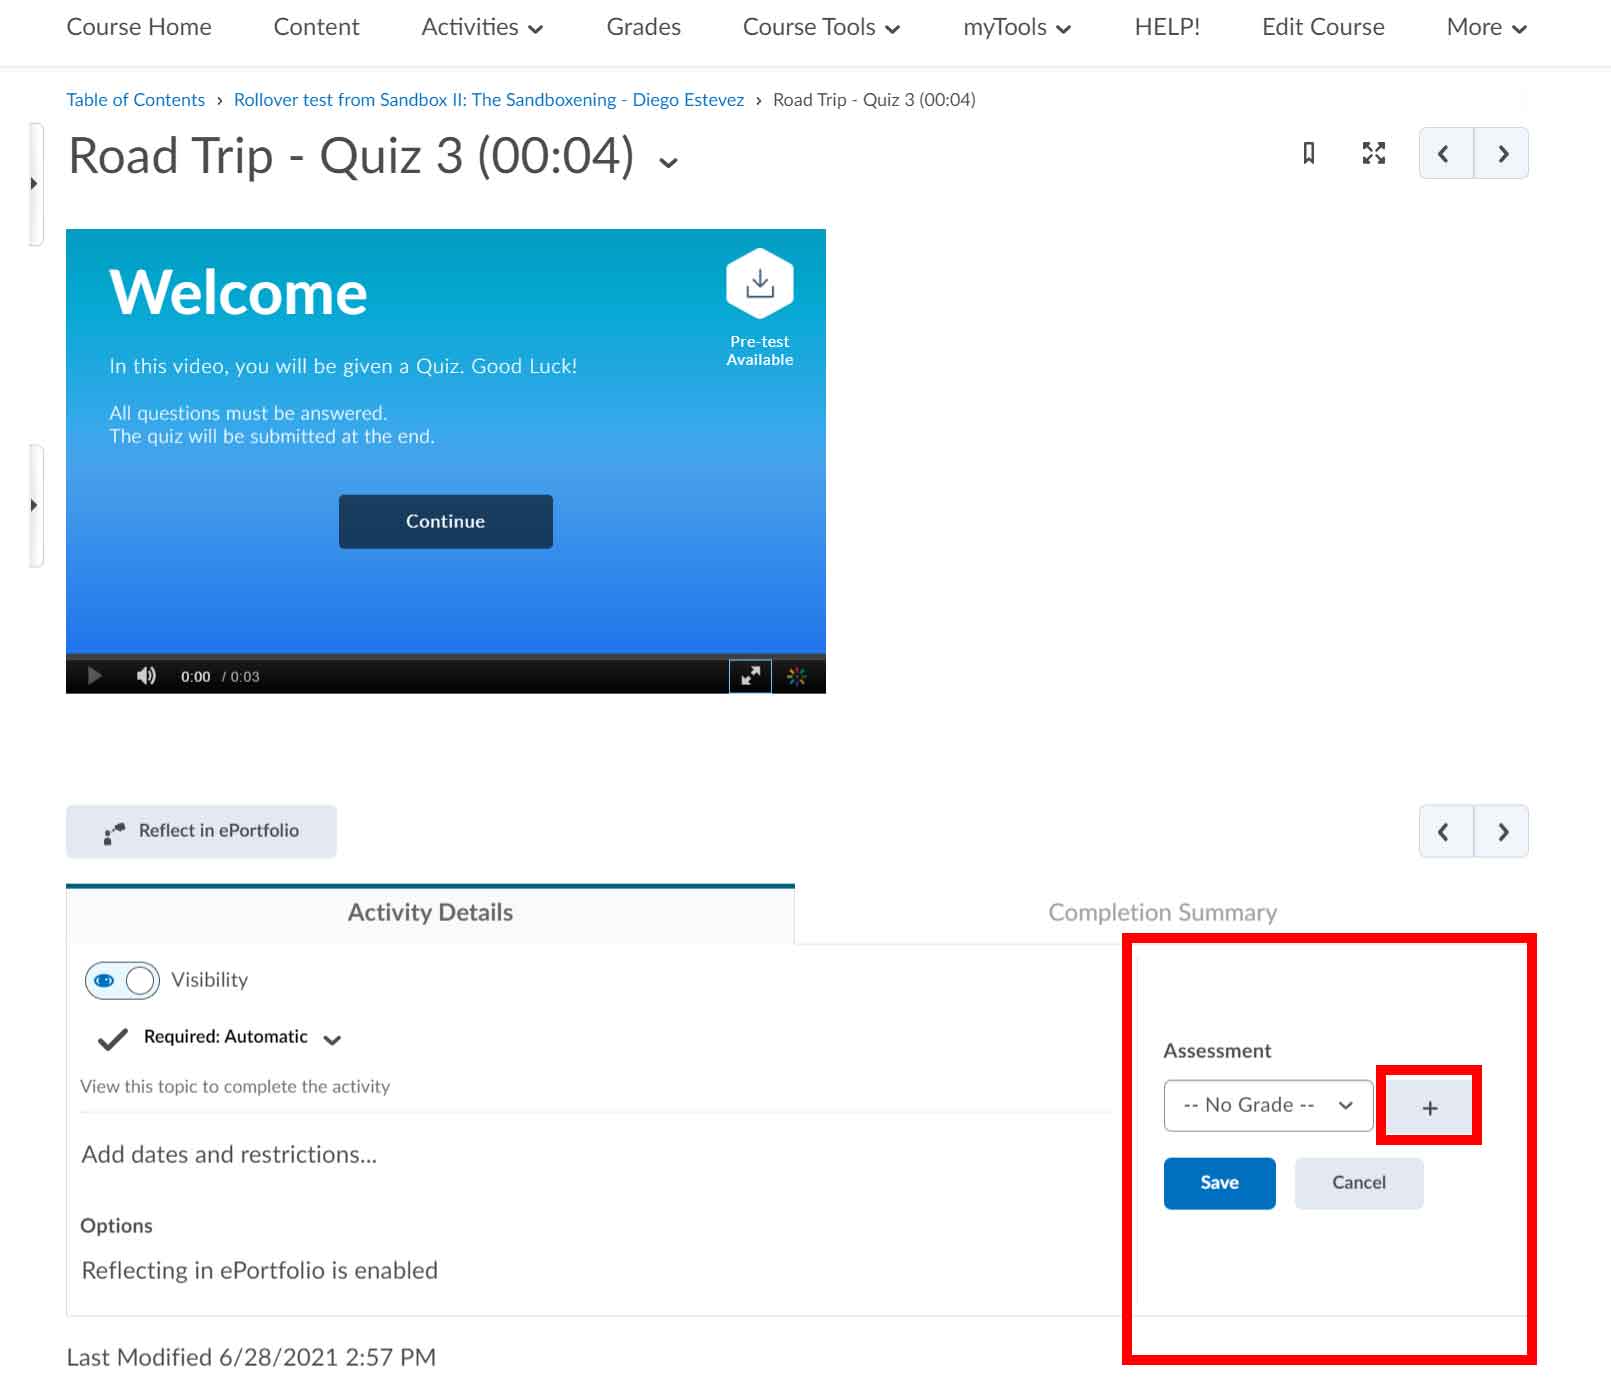 Course Home Content Activities Grades Course Tools myTools HELP! Edit Course More
Table of Contents › Rollover test from Sandbox II: The Sandboxening - Diego Estevez › Road Trip - Quiz 3 (00:04)
Road Trip - Quiz 3 (00:04)
Welcome
Pre-test
Available
In this video, you will be given a Quiz. Good Luck!
All questions must be answered.
The quiz will be submitted at the end.
Continue
0:00 / 0:03
Reflect in ePortfolio
Activity Details
Completion Summary
Visibility
Required: Automatic
View this topic to complete the activity
Add dates and restrictions...
Options
Reflecting in ePortfolio is enabled
Assessment
-- No Grade -- +
Save Cancel
Last Modified 6/28/2021 2:57 PM